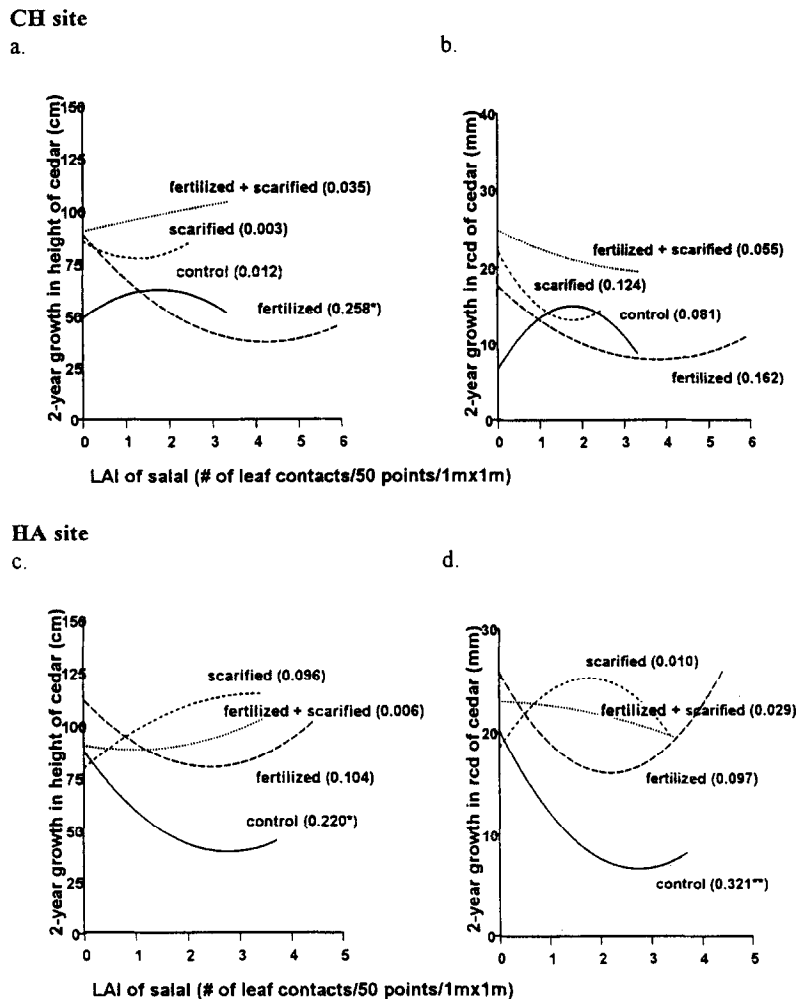 CH site
a.
2-year growth in height of cedar (cm)
150
125
100
75
50
25
0
fertilized + scarified (0.035)
scarified (0.003)
control (0.012)
fertilized (0.258*)
0 1 2 3 4 5 6
b.
2-year growth in rcd of cedar (mm)
40
30
20
10
0
fertilized + scarified (0.055)
scarified (0.124)
control (0.081)
fertilized (0.162)
0 1 2 3 4 5 6
LAI of salal (# of leaf contacts/50 points/1mx1m)
HA site
c.
2-year growth in height of cedar (cm)
150
125
100
75
50
25
0
scarified (0.096)
fertilized + scarified (0.006)
fertilized (0.104)
control (0.220*)
0 1 2 3 4 5
d.
2-year growth in rcd of cedar (mm)
30
20
10
0
scarified (0.010)
fertilized + scarified (0.029)
fertilized (0.097)
control (0.321**)
0 1 2 3 4 5
LAI of salal (# of leaf contacts/50 points/1mx1m)